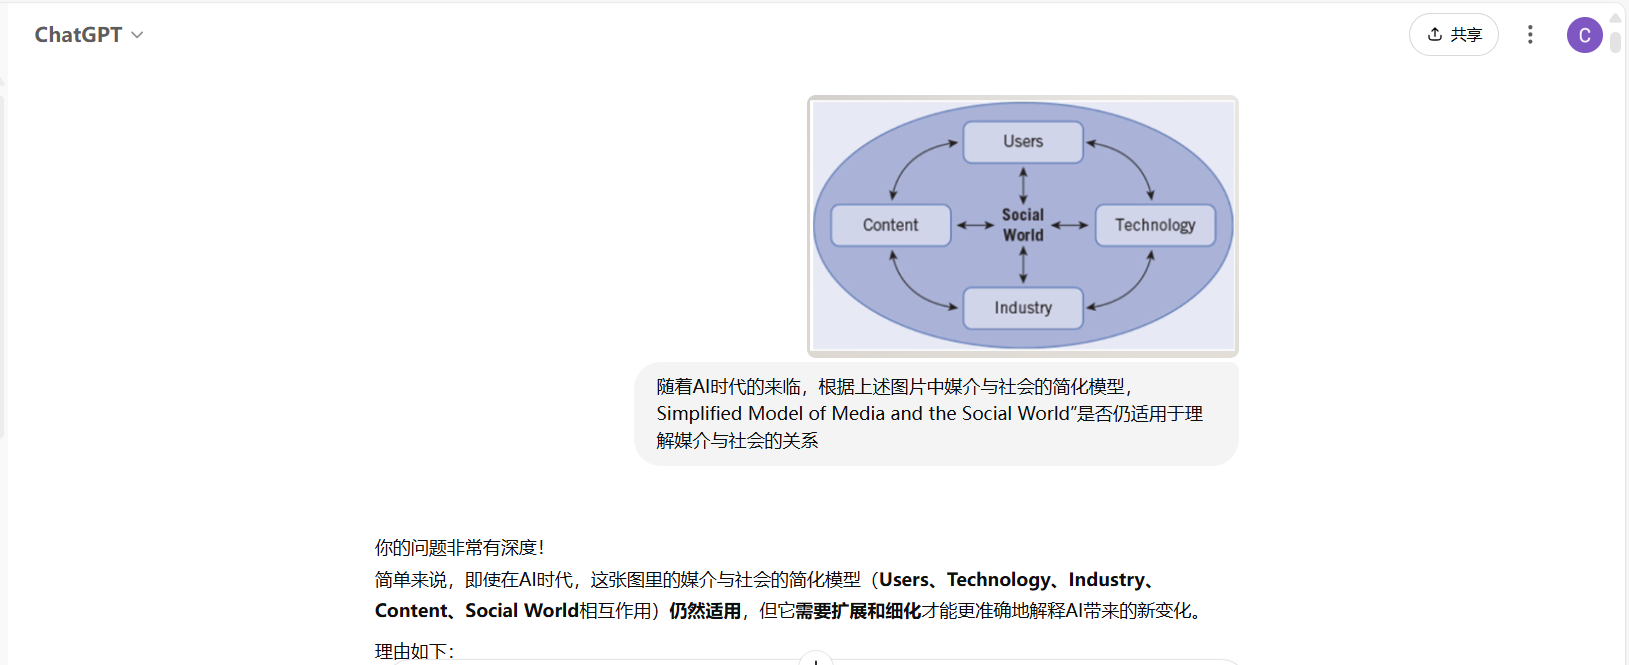 ChatGPT
共享
C
Users
Content
Social
World
Technology
Industry
随着AI时代的来临，根据上述图片中媒介与社会的简化模型，
Simplified Model of Media and the Social World”是否仍适用于理
解媒介与社会的关系
你的问题非常有深度！
简单来说，即使在AI时代，这张图里的媒介与社会的简化模型（Users、Technology、Industry、
Content、Social World相互作用）仍然适用，但它需要扩展和细化才能更准确地解释AI带来的新变化。
理由如下：